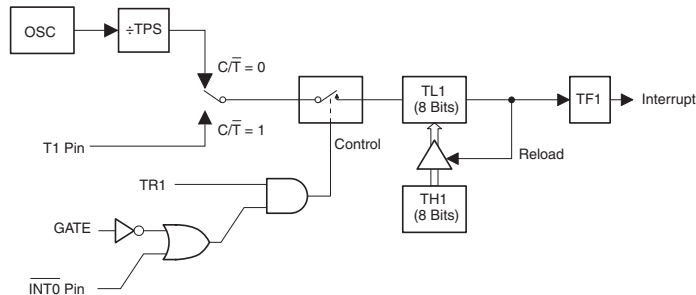 OSC
÷TPS
C/T̅ = 0
TL1
(8 Bits)
TF1
Interrupt
C/T̅ = 1
T1 Pin
Control
Reload
TR1
TH1
(8 Bits)
GATE
I̅N̅T̅0̅ Pin